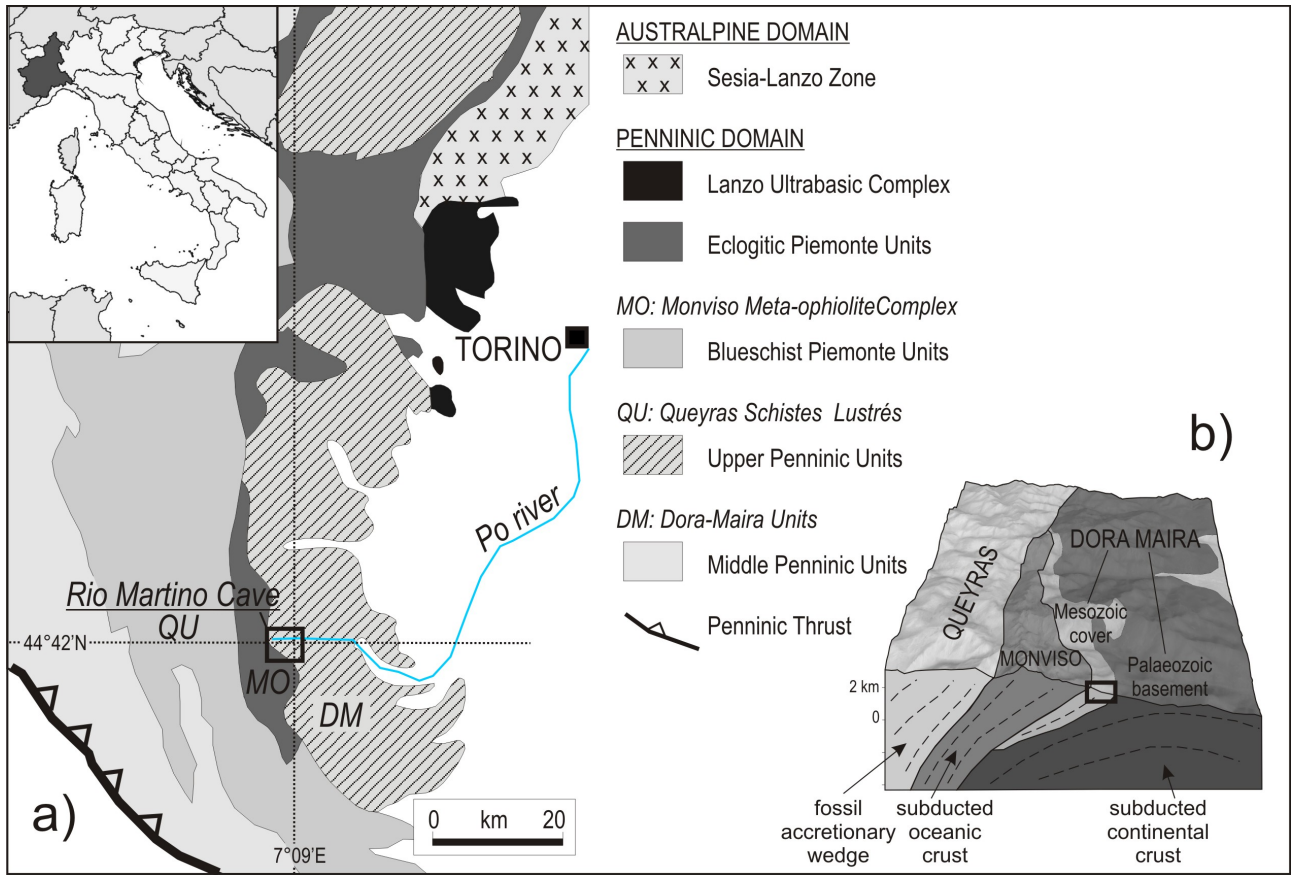 TORINO
Po river
Rio Martino Cave
QU
44°42'N
MO
DM
a)
0 km 20
7°09'E
AUSTRALPINE DOMAIN
x x x
x x
Sesia-Lanzo Zone
PENNINIC DOMAIN
Lanzo Ultrabasic Complex
Eclogitic Piemonte Units
MO: Monviso Meta-ophioliteComplex
Blueschist Piemonte Units
QU: Queyras Schistes Lustrés
Upper Penninic Units
DM: Dora-Maira Units
Middle Penninic Units
Penninic Thrust
b)
QUEYRAS
DORA MAIRA
Mesozoic
cover
MONVISO
Palaeozoic
basement
2 km
0
fossil
accretionary
wedge
subducted
oceanic
crust
subducted
continental
crust